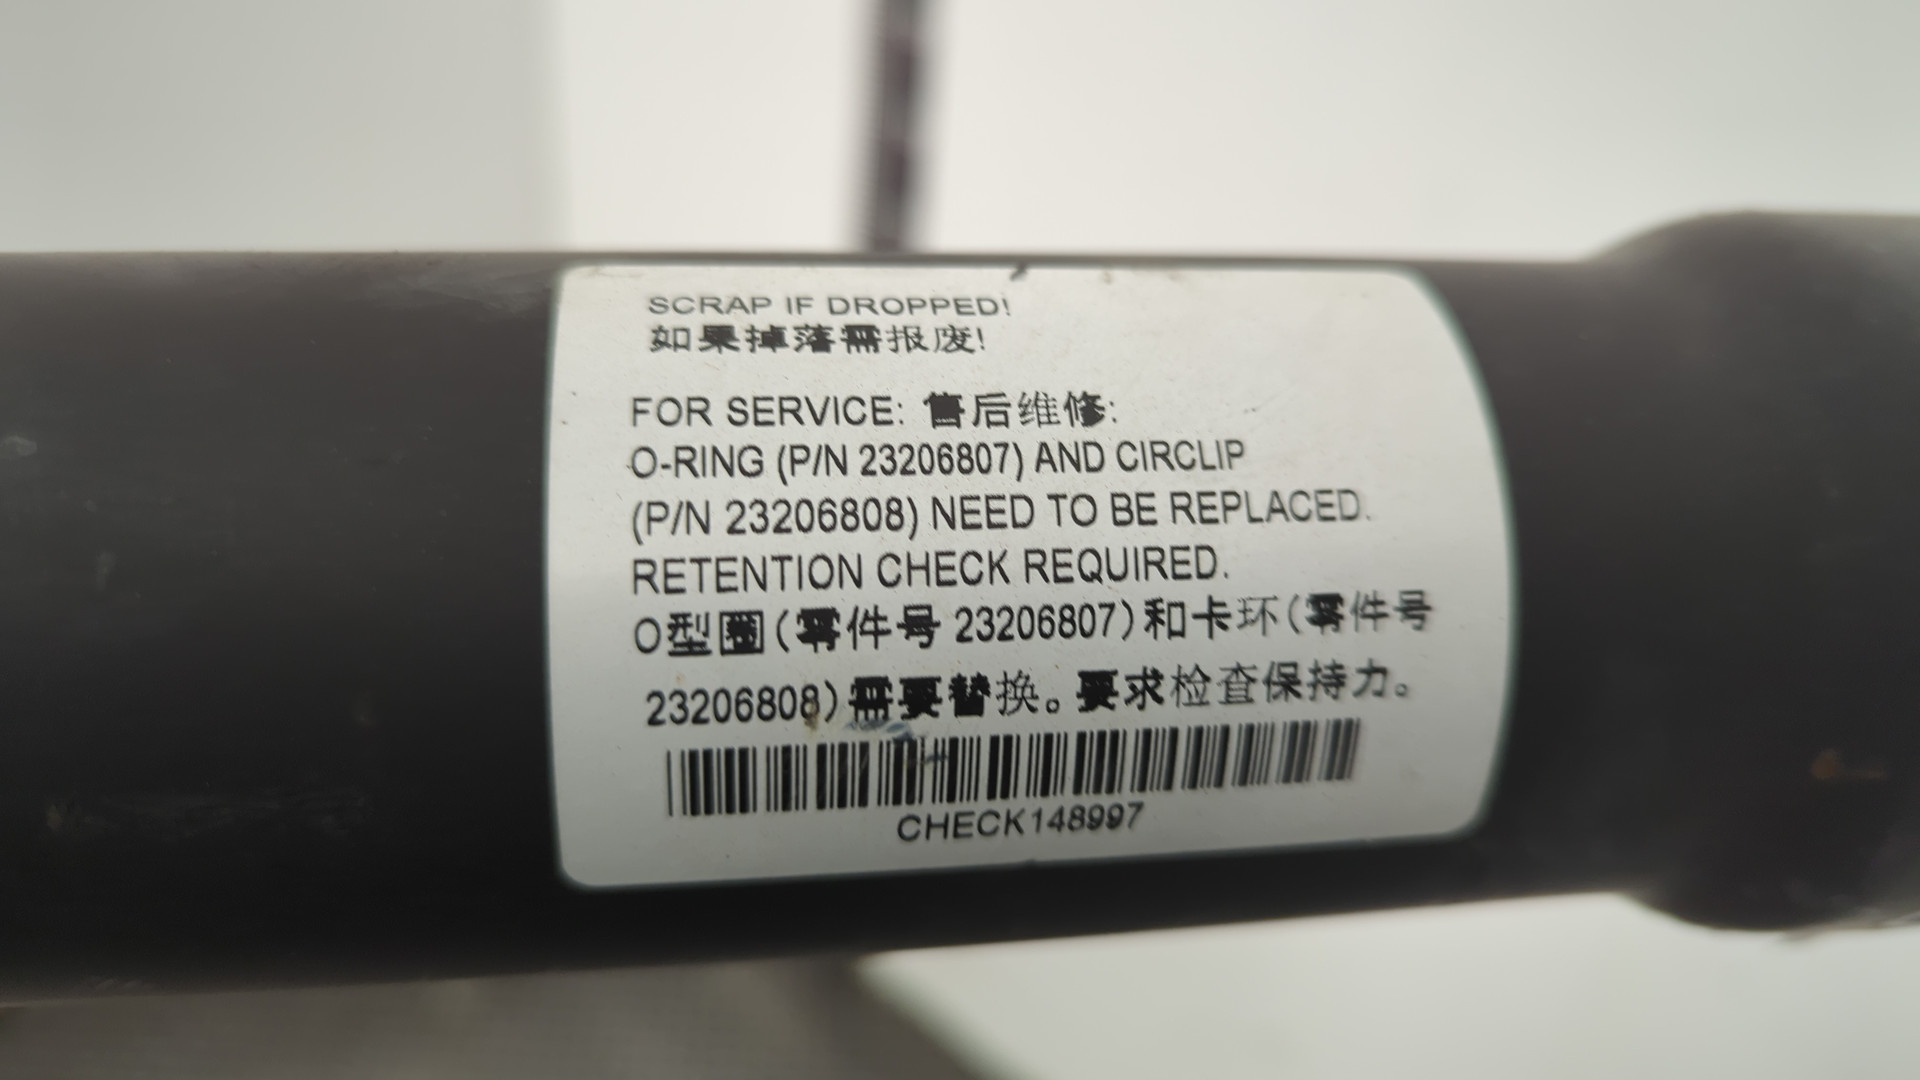 SCRAP IF DROPPED!
如果掉落需报废!
FOR SERVICE: 售后维修:
O-RING (P/N 23206807) AND CIRCLIP
(P/N 23206808) NEED TO BE REPLACED.
RETENTION CHECK REQUIRED.
O型圈(零件号 23206807)和卡环(零件号
23206808)需要替换。要求检查保持力。
CHECK148997